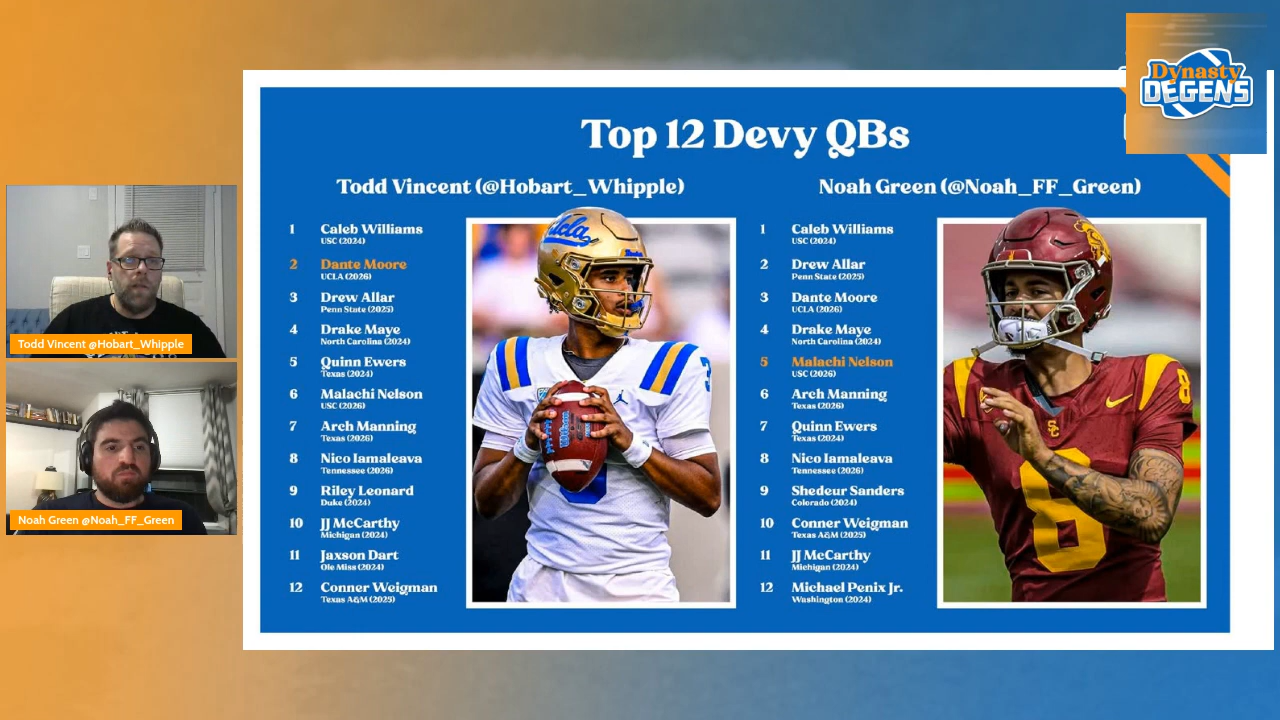 Dynasty
DEGENS
Top 12 Devy QBs
Todd Vincent (@Hobart_Whipple)
1 Caleb Williams
USC (2024)
2 Dante Moore
UCLA (2026)
3 Drew Allar
Penn State (2025)
4 Drake Maye
North Carolina (2024)
5 Quinn Ewers
Texas (2024)
6 Malachi Nelson
USC (2026)
7 Arch Manning
Texas (2026)
8 Nico Iamaleava
Tennessee (2026)
9 Riley Leonard
Duke (2024)
10 JJ McCarthy
Michigan (2024)
11 Jaxson Dart
Ole Miss (2024)
12 Conner Weigman
Texas A&M (2025)
ucla
Noah Green (@Noah_FF_Green)
1 Caleb Williams
USC (2024)
2 Drew Allar
Penn State (2025)
3 Dante Moore
UCLA (2026)
4 Drake Maye
North Carolina (2024)
5 Malachi Nelson
USC (2026)
6 Arch Manning
Texas (2026)
7 Quinn Ewers
Texas (2024)
8 Nico Iamaleava
Tennessee (2026)
9 Shedeur Sanders
Colorado (2024)
10 Conner Weigman
Texas A&M (2025)
11 JJ McCarthy
Michigan (2024)
12 Michael Penix Jr.
Washington (2024)
SC
8
8
Todd Vincent @Hobart_Whipple
Noah Green @Noah_FF_Green